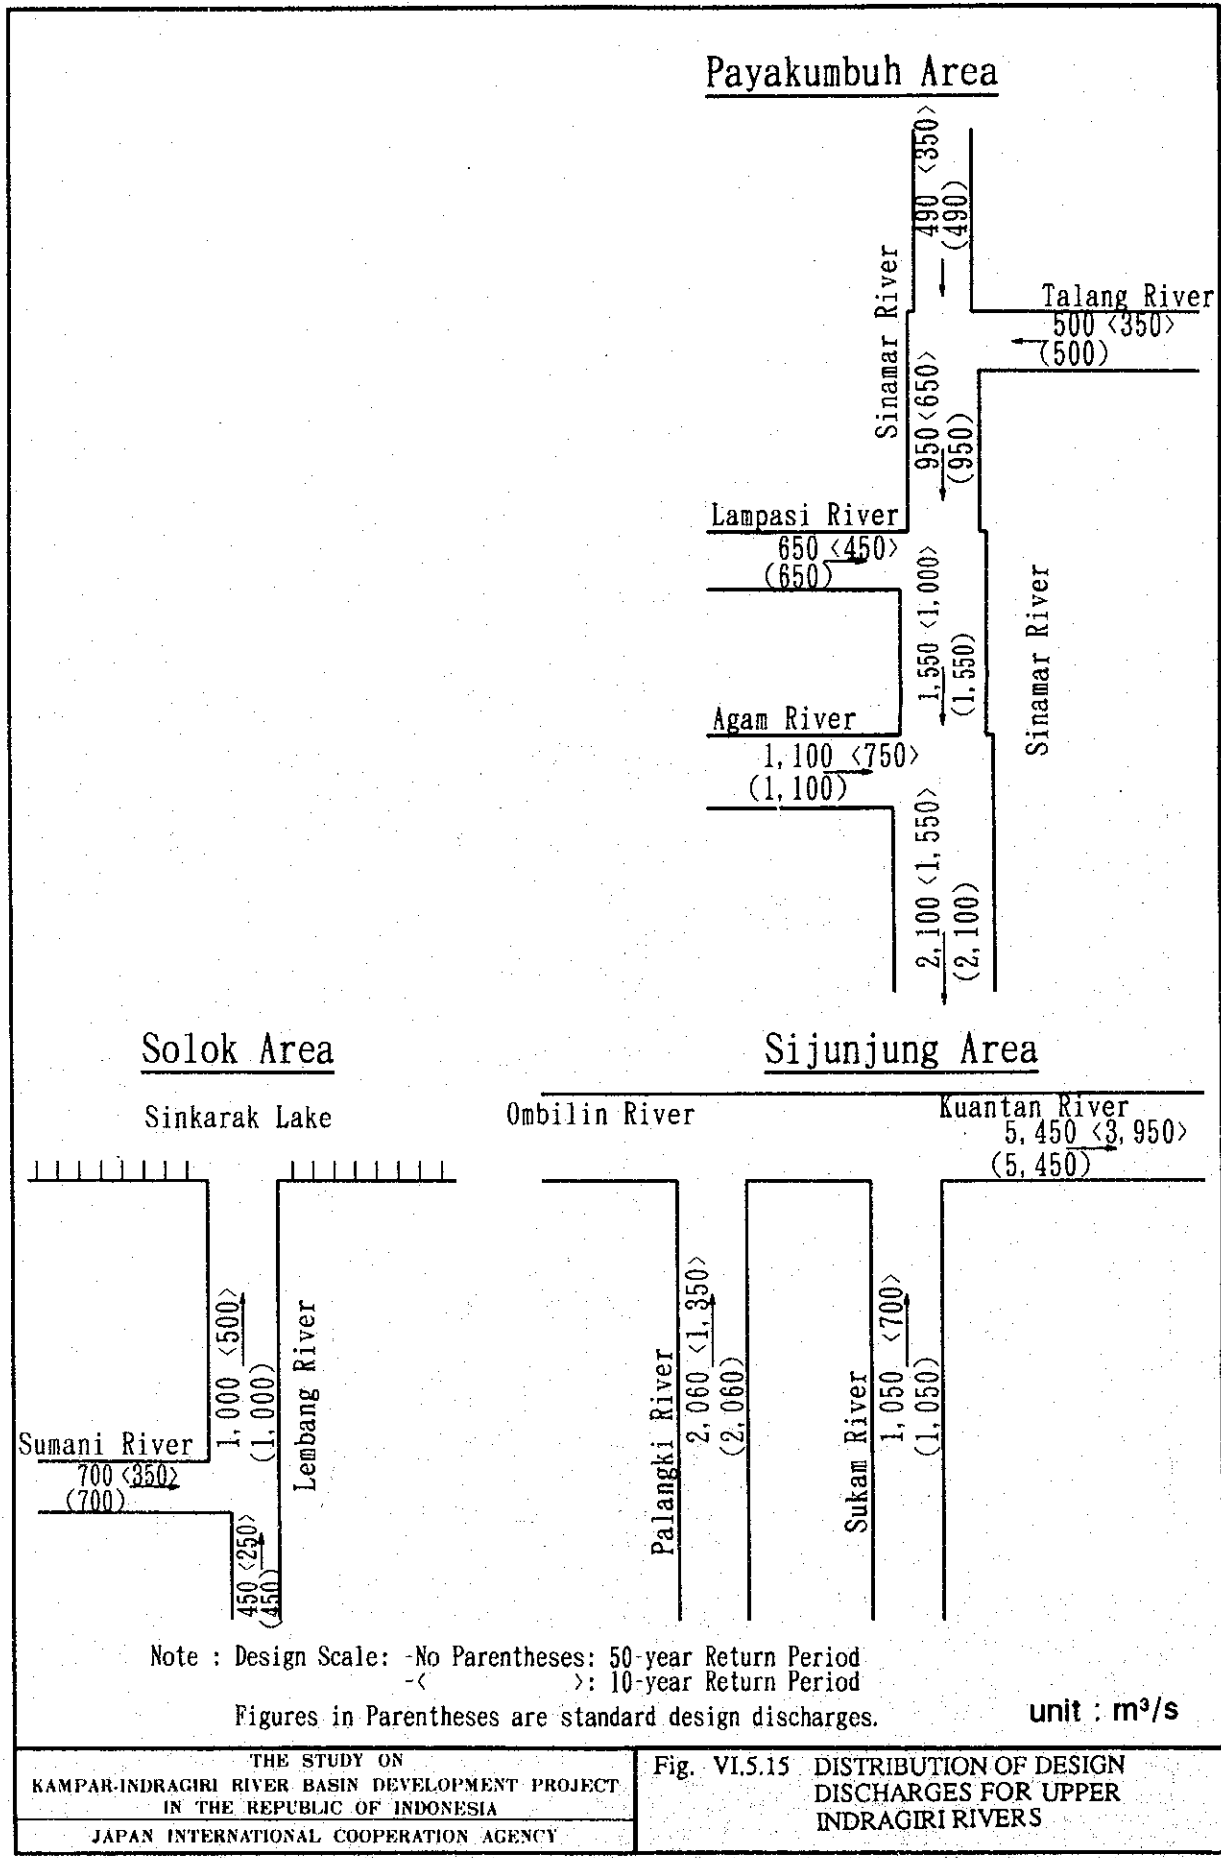 Payakumbuh Area
490 <350>
(490)
Sinamar River
Talang River
500 <350>
(500)
950<650>
(950)
Lampasi River
650 <450>
(650)
1,550 <1,000>
(1,550)
Sinamar River
Agam River
1,100 <750>
(1,100)
2,100 <1,550>
(2,100)
Solok Area
Sinkarak Lake
1,000 <500>
(1,000)
Lembang River
Sumani River
700 <350>
(700)
450 <250>
(450)
Sijunjung Area
Ombilin River
Kuantan River
5,450 <3,950>
(5,450)
Palangki River
2,060 <1,350>
(2,060)
Sukam River
1,050 <700>
(1,050)
Note : Design Scale: -No Parentheses: 50-year Return Period
-< >: 10-year Return Period
Figures in Parentheses are standard design discharges.
unit : m³/s
THE STUDY ON
KAMPAR-INDRAGIRI RIVER BASIN DEVELOPMENT PROJECT
IN THE REPUBLIC OF INDONESIA
JAPAN INTERNATIONAL COOPERATION AGENCY
Fig. VI.5.15 DISTRIBUTION OF DESIGN
DISCHARGES FOR UPPER
INDRAGIRI RIVERS